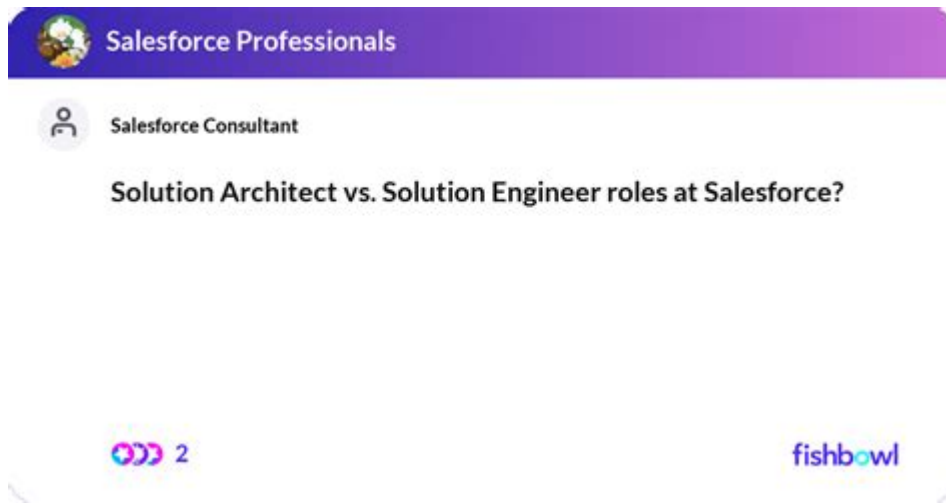 Salesforce Professionals
Salesforce Consultant
Solution Architect vs. Solution Engineer roles at Salesforce?
2
fishbowl